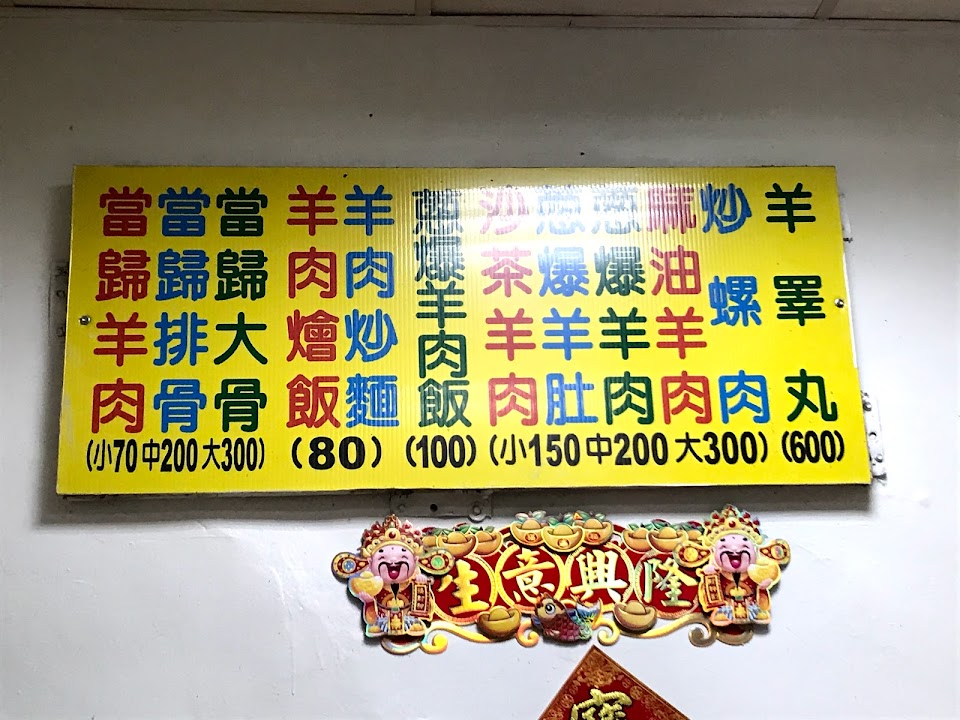 當歸羊肉
當歸排骨
當歸大骨
(小70中200大300)
羊肉燴飯
羊肉炒麵
(80)
蔥爆羊肉飯
(100)
沙茶羊肉
蔥爆羊肚
蔥爆羊肉
麻油羊肉
炒螺肉
(小150中200大300)
羊睪丸
(600)
生意興隆